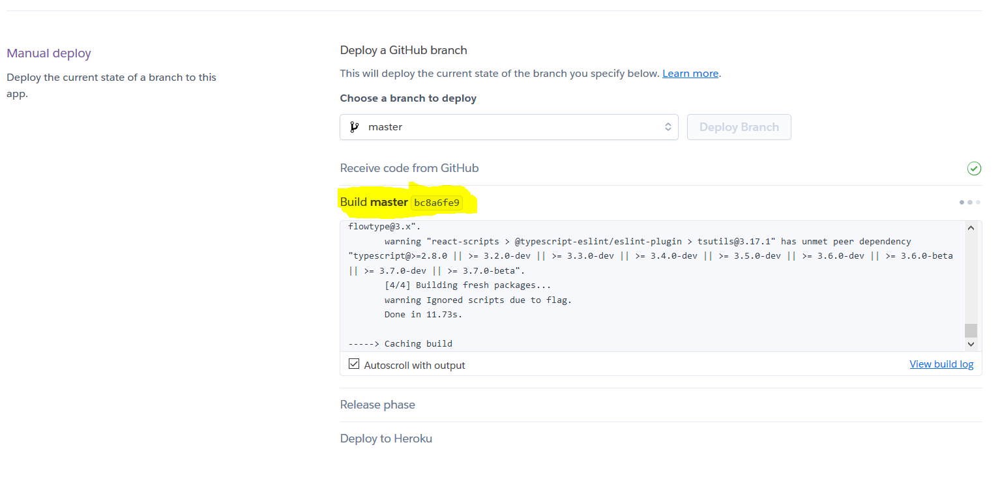 Manual deploy
Deploy the current state of a branch to this
app.
Deploy a GitHub branch
This will deploy the current state of the branch you specify below. Learn more.
Choose a branch to deploy
master
Deploy Branch
Receive code from GitHub
Build master bc8a6fe9
flowtype@3.x".
warning "react-scripts > @typescript-eslint/eslint-plugin > tsutils@3.17.1" has unmet peer dependency
"typescript@>=2.8.0 || >= 3.2.0-dev || >= 3.3.0-dev || >= 3.4.0-dev || >= 3.5.0-dev || >= 3.6.0-dev || >= 3.6.0-beta
|| >= 3.7.0-dev || >= 3.7.0-beta".
[4/4] Building fresh packages...
warning Ignored scripts due to flag.
Done in 11.73s.
-----> Caching build
Autoscroll with output
View build log
Release phase
Deploy to Heroku